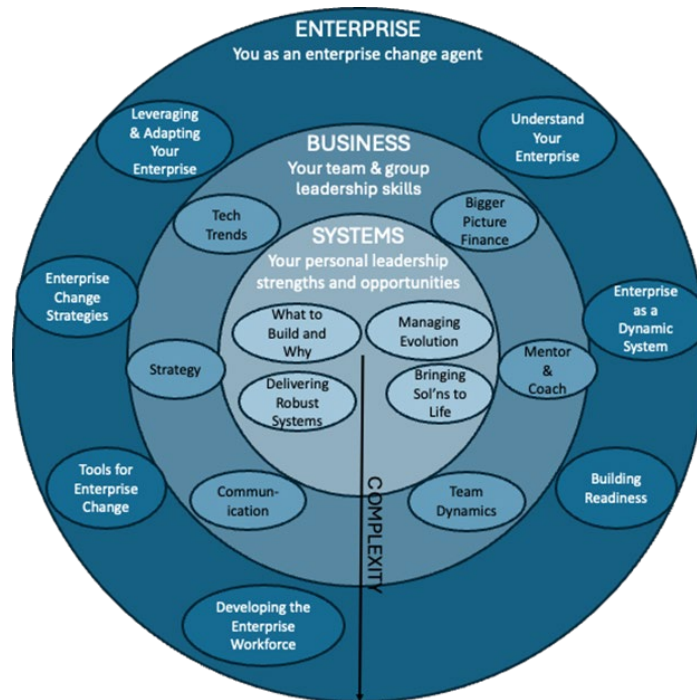 ENTERPRISE
You as an enterprise change agent
Leveraging
& Adapting
Your
Enterprise
Understand
Your
Enterprise
BUSINESS
Your team & group
leadership skills
Tech
Trends
Bigger
Picture
Finance
SYSTEMS
Your personal leadership
strengths and opportunities
Enterprise
Change
Strategies
What to
Build and
Why
Managing
Evolution
Enterprise
as a
Dynamic
System
Strategy
Delivering
Robust
Systems
Bringing
Sol'ns to
Life
Mentor
&
Coach
Tools for
Enterprise
Change
Commun-
ication
COMPLEXITY
Team
Dynamics
Building
Readiness
Developing the
Enterprise
Workforce